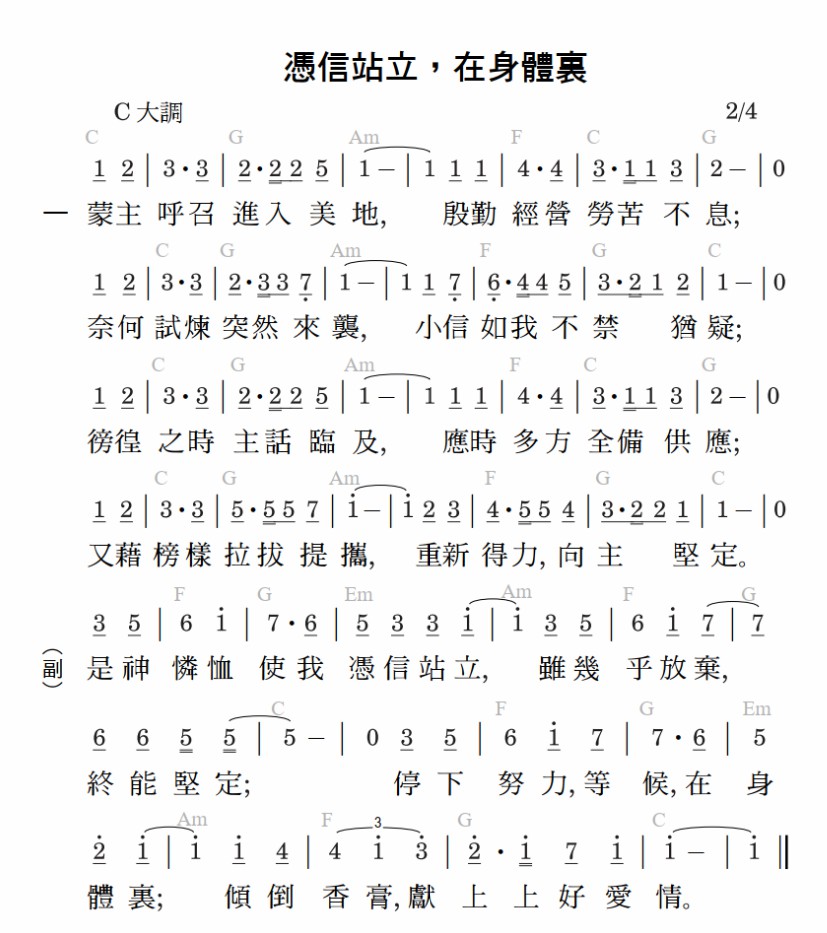 憑信站立，在身體裏
C 大調 2/4
C G Am F C G
1 2 | 3·3 | 2·2 2 5 | 1 – | 1 1 1 | 4·4 | 3·1 1 3 | 2 – | 0
一 蒙主 呼召 進入 美 地, 殷勤 經營 勞苦 不 息;
C G Am F G C
1 2 | 3·3 | 2·3 3 7̣ | 1 – | 1 1 7̣ | 6̣·4 4 5 | 3·2 1 2 | 1 – | 0
奈何 試煉 突然 來 襲, 小信 如我 不 禁 猶 疑;
C G Am F C G
1 2 | 3·3 | 2·2 2 5 | 1 – | 1 1 1 | 4·4 | 3·1 1 3 | 2 – | 0
徬徨 之時 主話 臨 及, 應時 多方 全備 供 應;
C G Am F G C
1 2 | 3·3 | 5·5 5 7 | 1̇ – | 1̇ 2 3 | 4·5 5 4 | 3·2 2 1 | 1 – | 0
又藉 榜樣 拉拔 提 攜, 重新 得力, 向 主 堅 定。
F G Em Am F G
3 5 | 6 1̇ | 7·6 | 5 3 3 1̇ | 1̇ 3 5 | 6 1̇ 7 | 7
（副） 是 神 憐 恤 使 我 憑 信 站 立, 雖 幾 乎 放 棄,
C F G Em
6 6 5 5 | 5 – | 0 3 5 | 6 1̇ 7 | 7·6 | 5
終 能 堅 定; 停 下 努 力, 等 候, 在 身
Am F 3 G C
2̇ 1̇ | 1̇ 1̇ 4 | 4 1̇ 3̇ | 2̇·1̇ 7 1̇ | 1̇ – | 1̇ ‖
體 裏; 傾 倒 香 膏, 獻 上 上 好 愛 情。